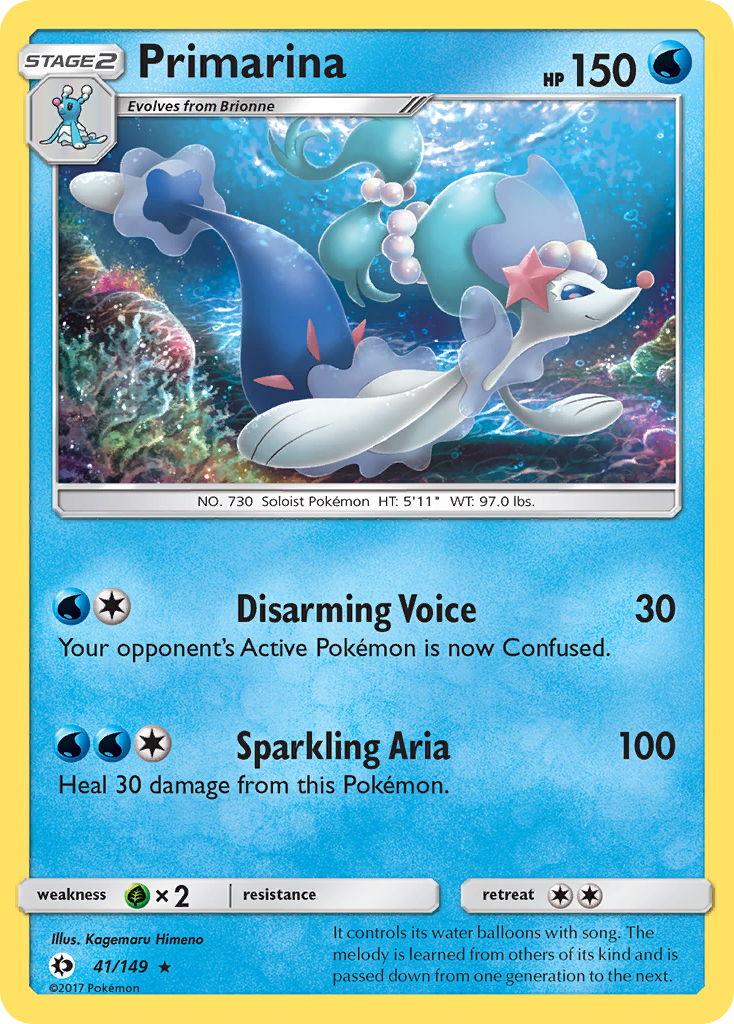 STAGE2
Primarina
HP 150
Evolves from Brionne
NO. 730 Soloist Pokémon HT: 5'11" WT: 97.0 lbs.
Disarming Voice 30
Your opponent's Active Pokémon is now Confused.
Sparkling Aria 100
Heal 30 damage from this Pokémon.
weakness ×2 resistance retreat
Illus. Kagemaru Himeno
41/149 ★
©2017 Pokémon
It controls its water balloons with song. The
melody is learned from others of its kind and is
passed down from one generation to the next.